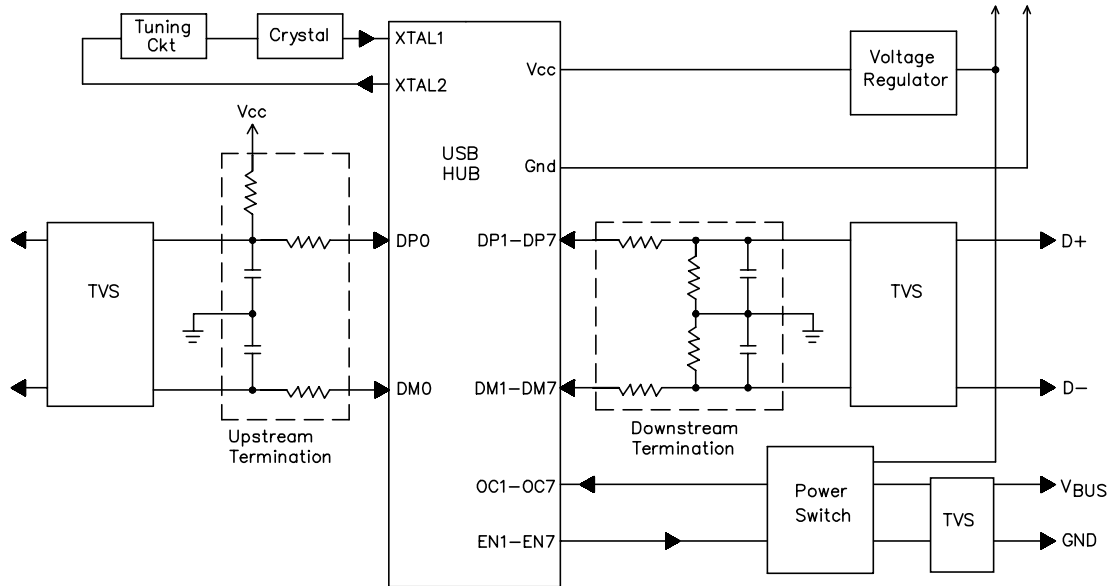 Tuning
Ckt
Crystal
XTAL1
XTAL2
Vcc
Voltage
Regulator
Vcc
USB
HUB
Gnd
TVS
DP0
DP1-DP7
TVS
D+
DM0
DM1-DM7
D-
Upstream
Termination
Downstream
Termination
OC1-OC7
Power
Switch
VBUS
EN1-EN7
TVS
GND